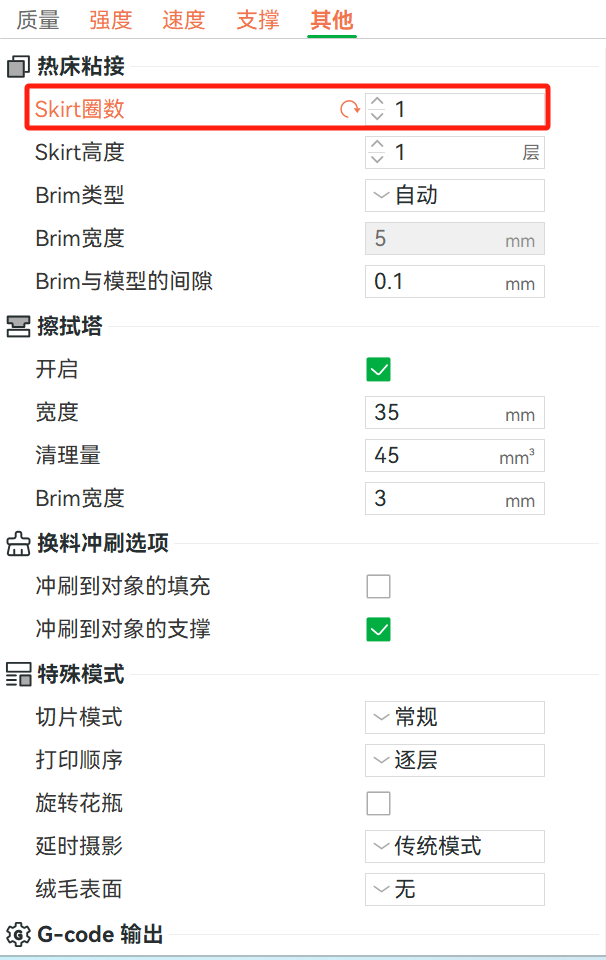 质量 强度 速度 支撑 其他
热床粘接
Skirt圈数 1
Skirt高度 1 层
Brim类型 自动
Brim宽度 5 mm
Brim与模型的间隙 0.1 mm
擦拭塔
开启
宽度 35 mm
清理量 45 mm³
Brim宽度 3 mm
换料冲刷选项
冲刷到对象的填充
冲刷到对象的支撑
特殊模式
切片模式 常规
打印顺序 逐层
旋转花瓶
延时摄影 传统模式
绒毛表面 无
G-code 输出